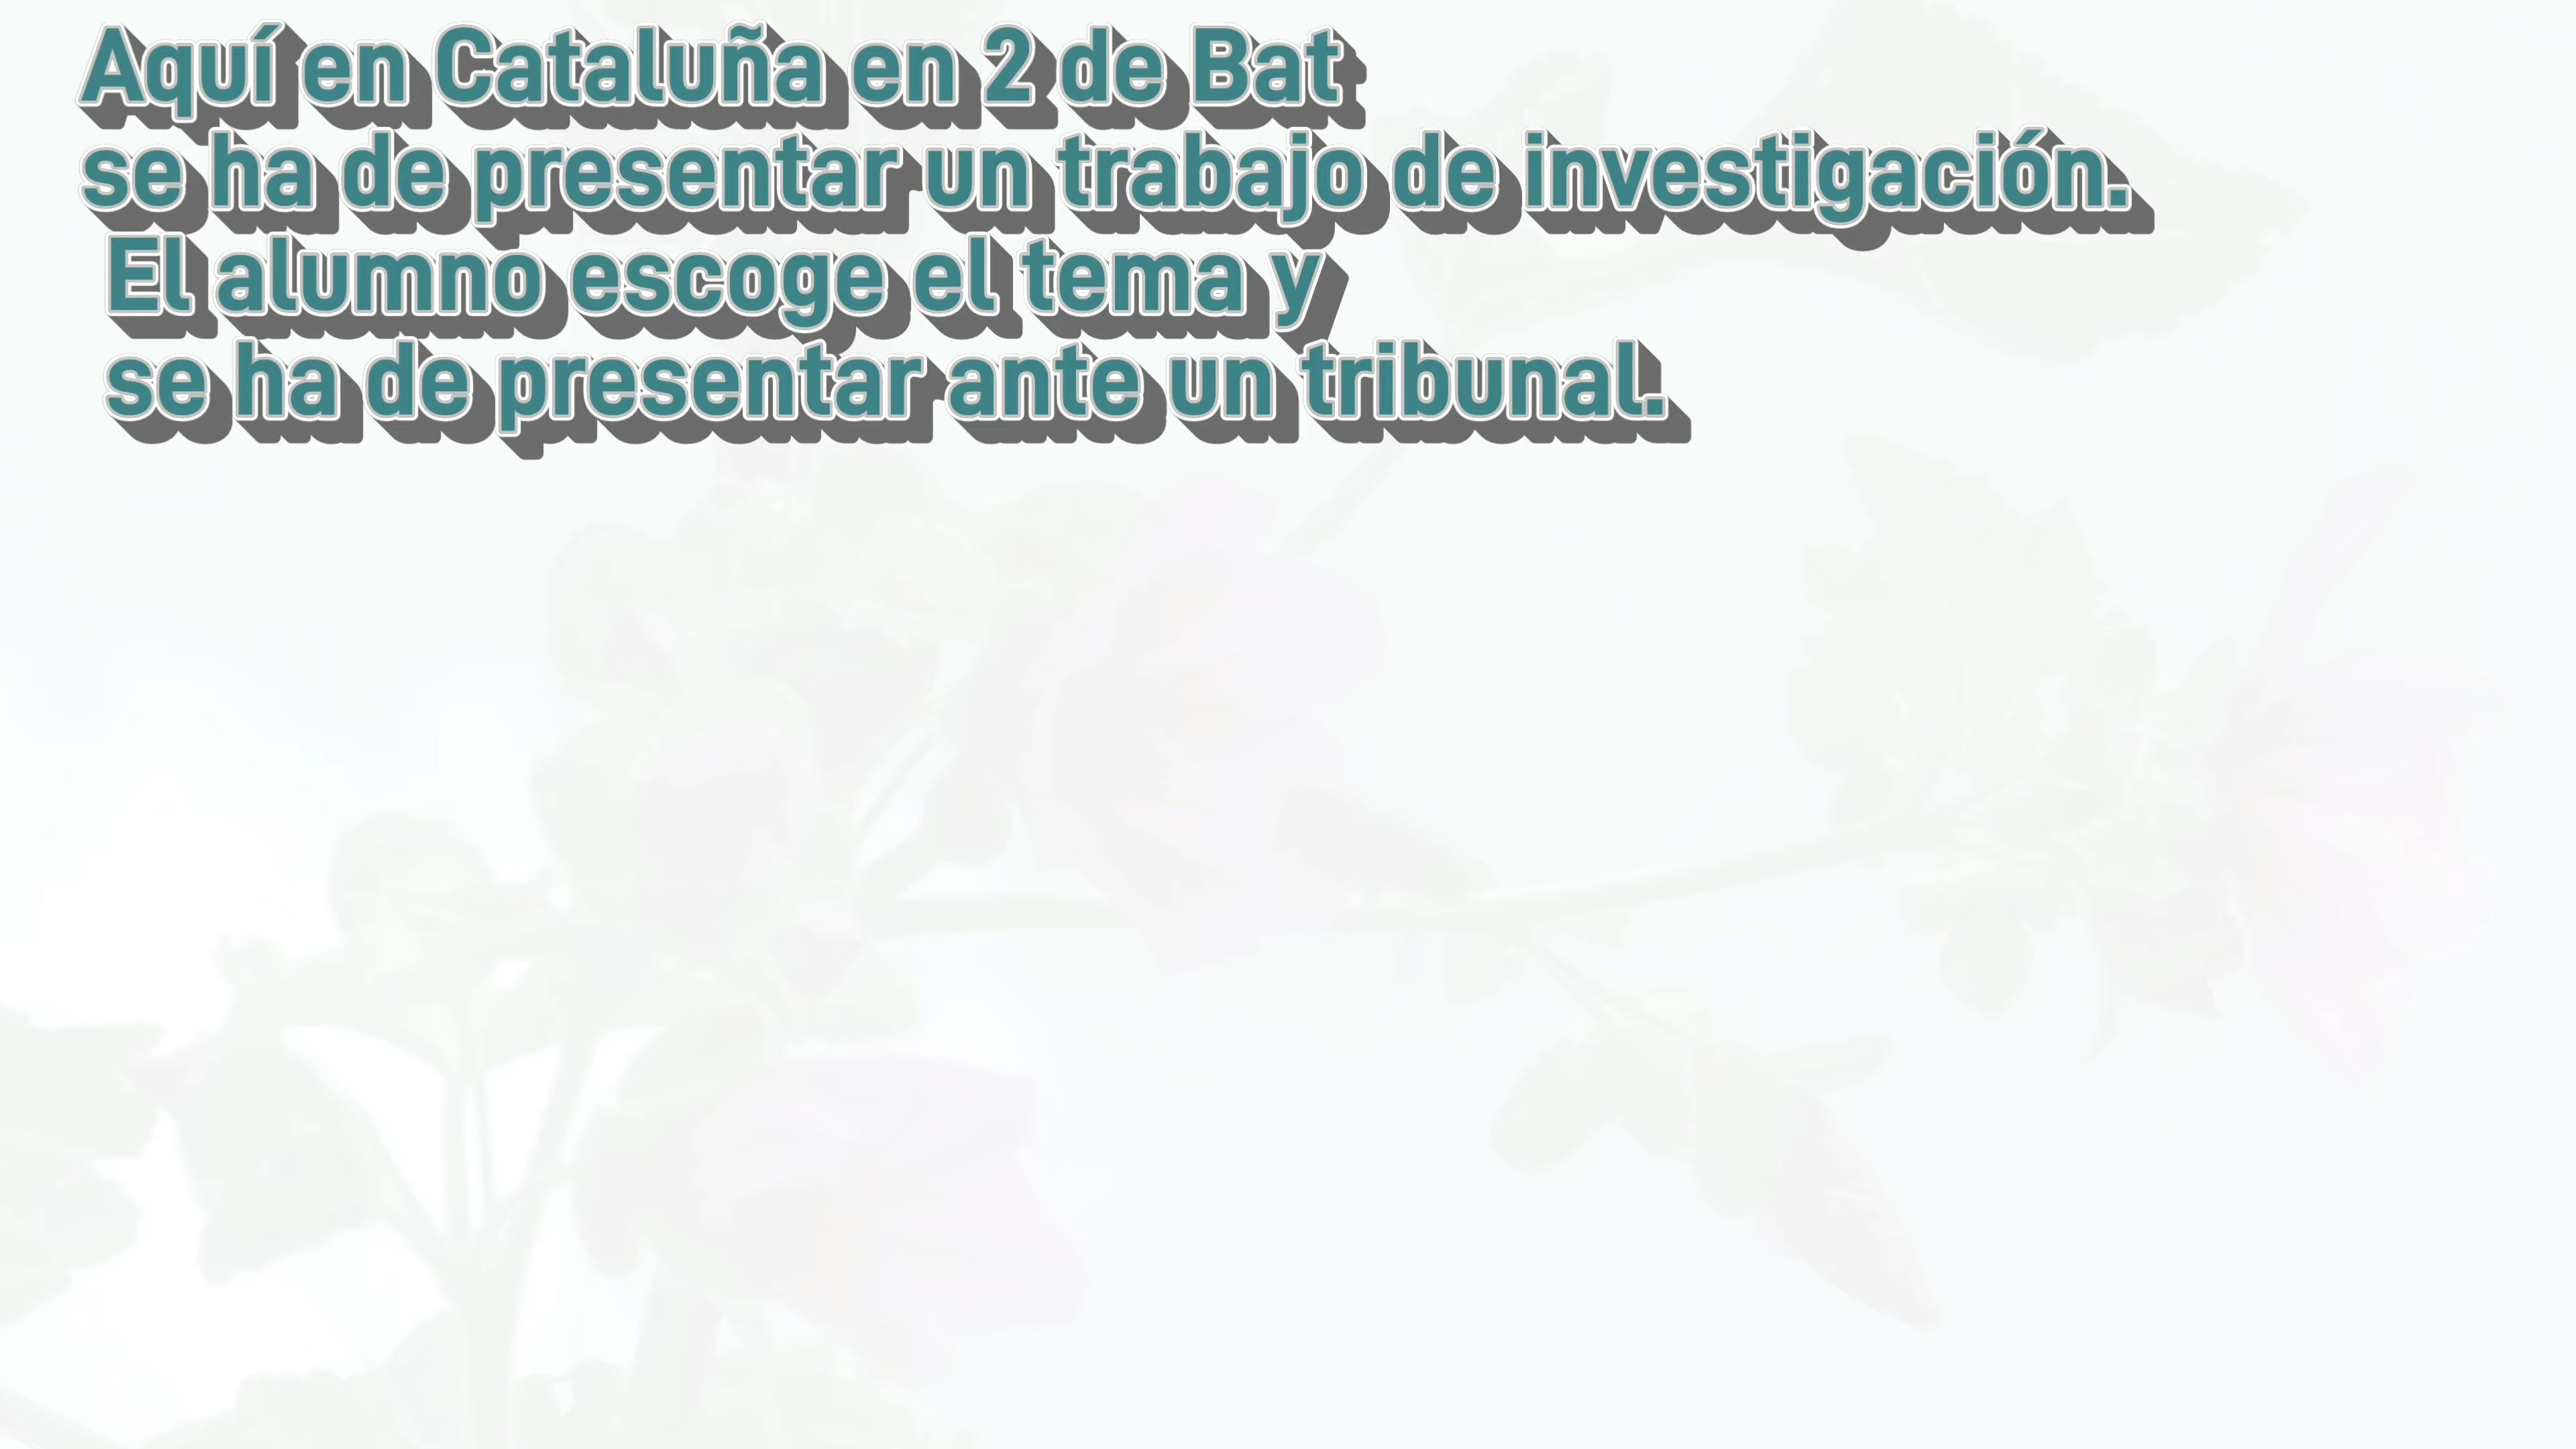 Aquí en Cataluña en 2 de Bat
se ha de presentar un trabajo de investigación.
El alumno escoge el tema y
se ha de presentar ante un tribunal.